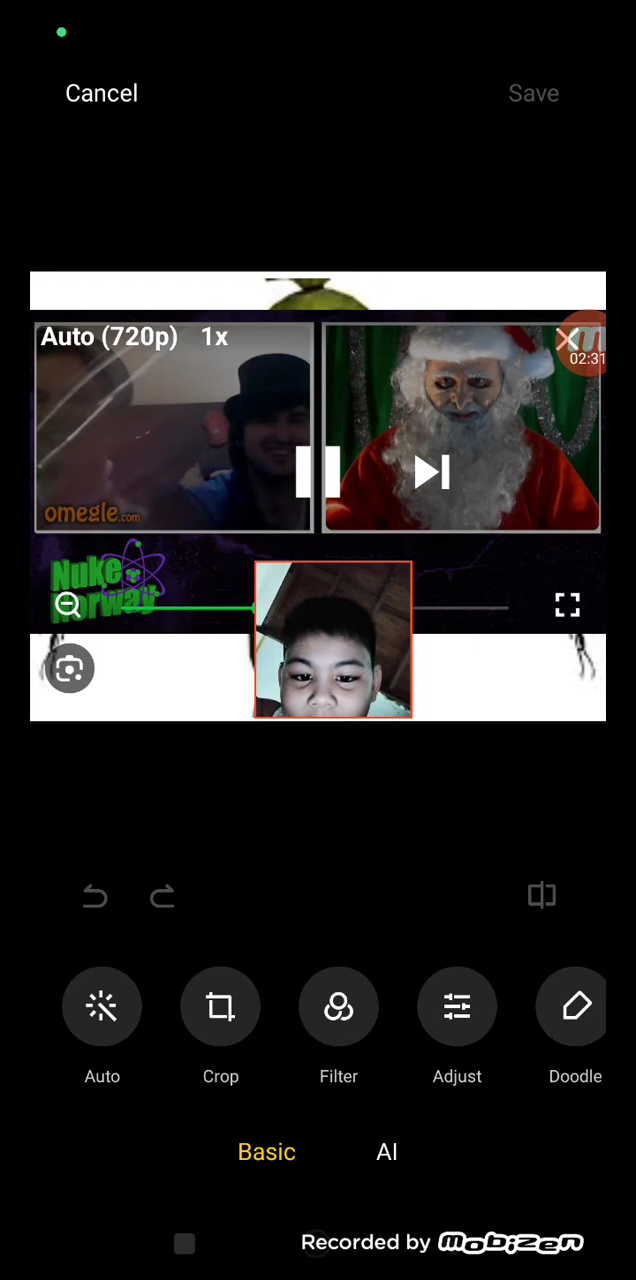 Cancel
Save
Auto (720p) 1x
02:31
omegle.com
Nuke
Norway
Auto
Crop
Filter
Adjust
Doodle
Basic
AI
Recorded by mobizen